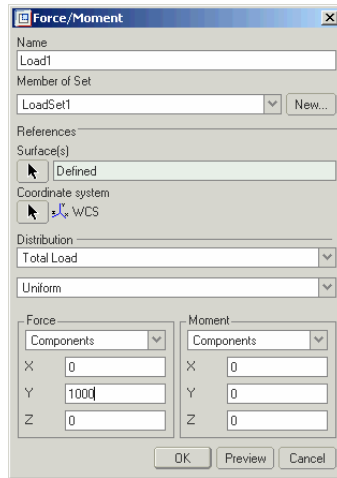 Force/Moment
Name
Load1
Member of Set
LoadSet1 New...
References
Surface(s)
Defined
Coordinate system
WCS
Distribution
Total Load
Uniform
Force Moment
Components Components
X 0 X 0
Y 1000 Y 0
Z 0 Z 0
OK Preview Cancel